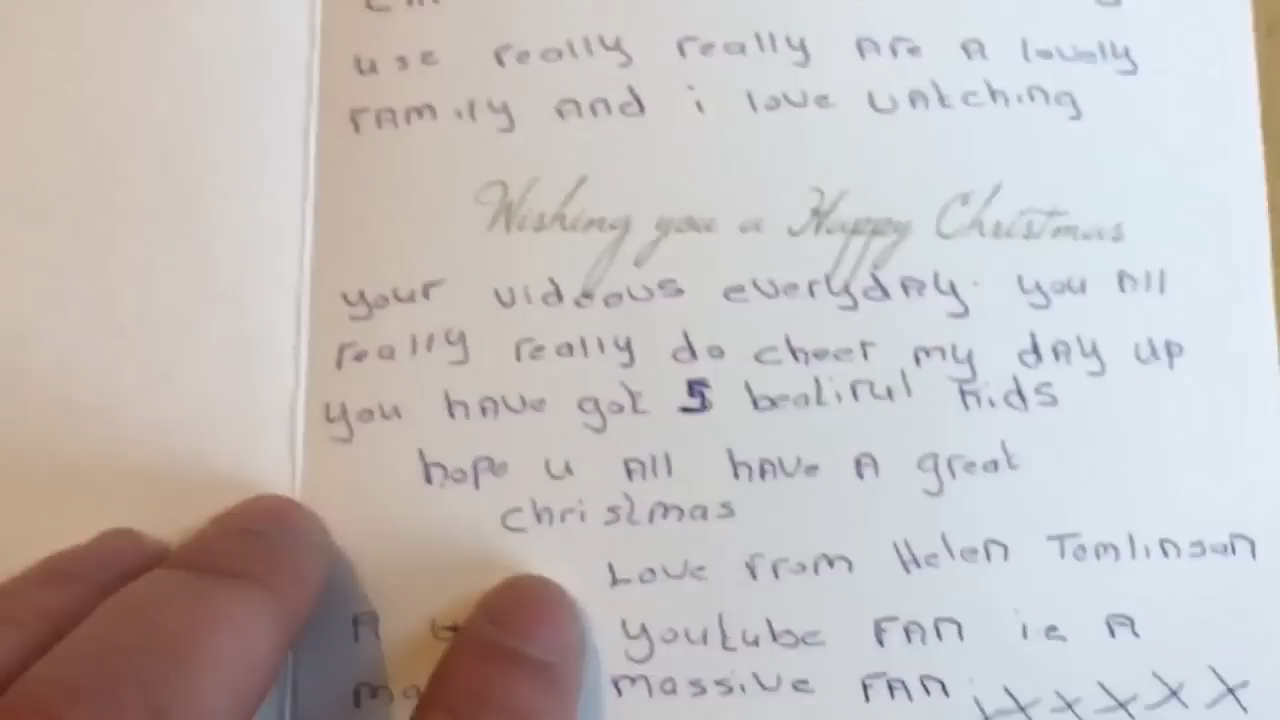 use really really Are A lovely
FAMily And i love WAtching
Wishing you a Happy Christmas
your videous everydAy. you All
really really do cheer my dAy up
you hAve got 5 beatiful kids
hope u All hAve A great
christmas
Love from Helen Tomlinson
A youtube FAN ie A
MASSIVE FAN xxxxx